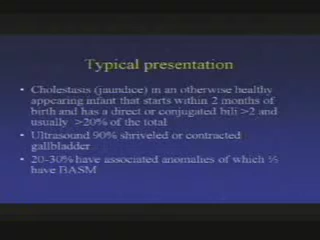 Typical presentation
• Cholestasis (jaundice) in an otherwise healthy
appearing infant that starts within 2 months of
birth and has a direct or conjugated bili >2 and
usually >20% of the total
• Ultrasound 90% shriveled or contracted
gallbladder
• 20-30% have associated anomalies of which
have BASM